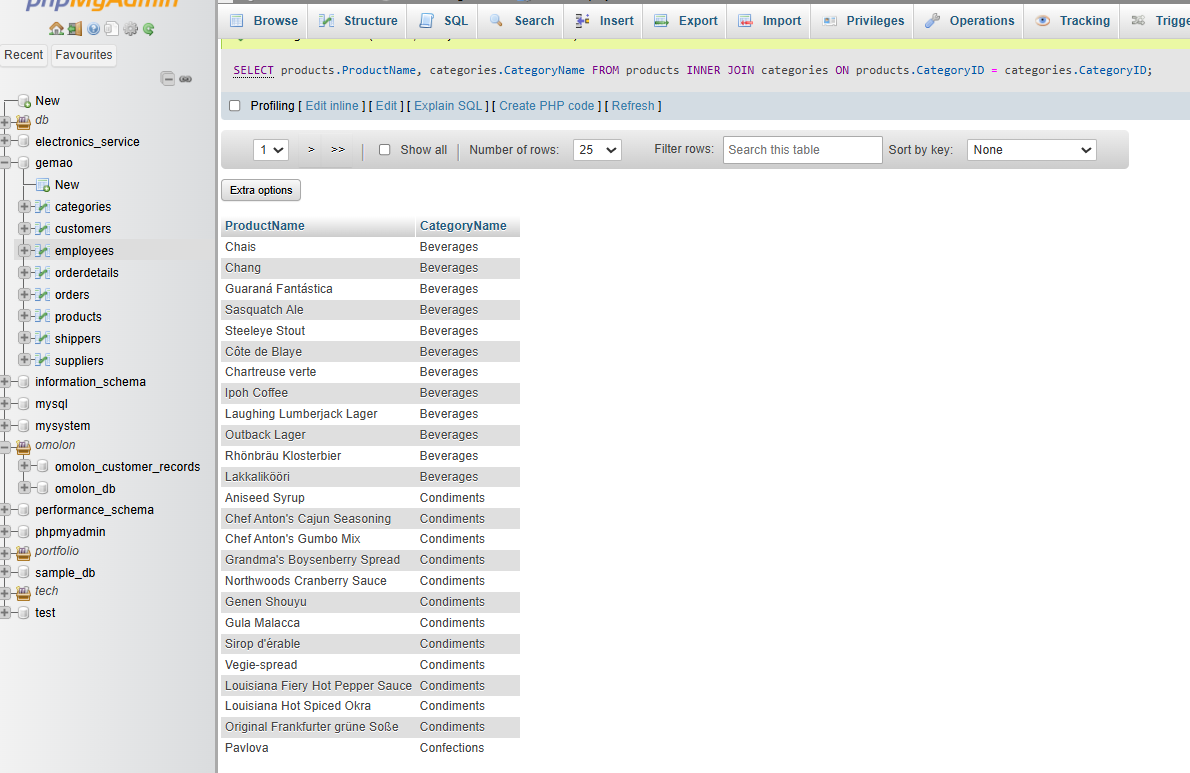 phpMyAdmin
Recent Favourites
New
db
electronics_service
gemao
New
categories
customers
employees
orderdetails
orders
products
shippers
suppliers
information_schema
mysql
mysystem
omolon
omolon_customer_records
omolon_db
performance_schema
phpmyadmin
portfolio
sample_db
tech
test
Browse Structure SQL Search Insert Export Import Privileges Operations Tracking Trigge
SELECT products.ProductName, categories.CategoryName FROM products INNER JOIN categories ON products.CategoryID = categories.CategoryID;
Profiling [ Edit inline ] [ Edit ] [ Explain SQL ] [ Create PHP code ] [ Refresh ]
1 > >> | Show all | Number of rows: 25 Filter rows: Search this table Sort by key: None
Extra options
ProductName CategoryName
Chais Beverages
Chang Beverages
Guaraná Fantástica Beverages
Sasquatch Ale Beverages
Steeleye Stout Beverages
Côte de Blaye Beverages
Chartreuse verte Beverages
Ipoh Coffee Beverages
Laughing Lumberjack Lager Beverages
Outback Lager Beverages
Rhönbräu Klosterbier Beverages
Lakkalikööri Beverages
Aniseed Syrup Condiments
Chef Anton's Cajun Seasoning Condiments
Chef Anton's Gumbo Mix Condiments
Grandma's Boysenberry Spread Condiments
Northwoods Cranberry Sauce Condiments
Genen Shouyu Condiments
Gula Malacca Condiments
Sirop d'érable Condiments
Vegie-spread Condiments
Louisiana Fiery Hot Pepper Sauce Condiments
Louisiana Hot Spiced Okra Condiments
Original Frankfurter grüne Soße Condiments
Pavlova Confections